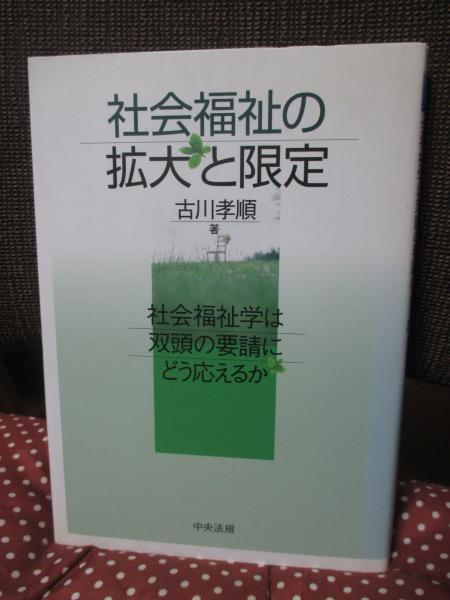 社会福祉の
拡大と限定
古川孝順
著
社会福祉学は
双頭の要請に
どう応えるか
中央法規